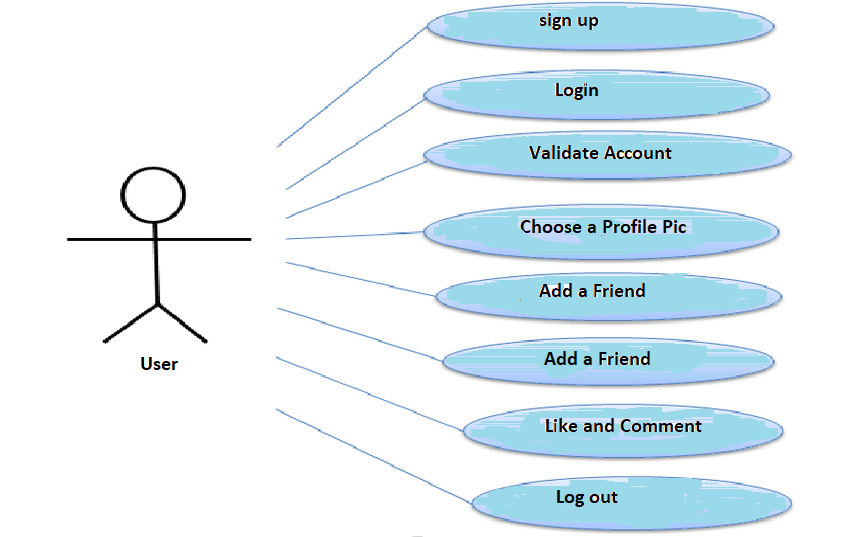 sign up
Login
Validate Account
Choose a Profile Pic
Add a Friend
Add a Friend
Like and Comment
Log out
User